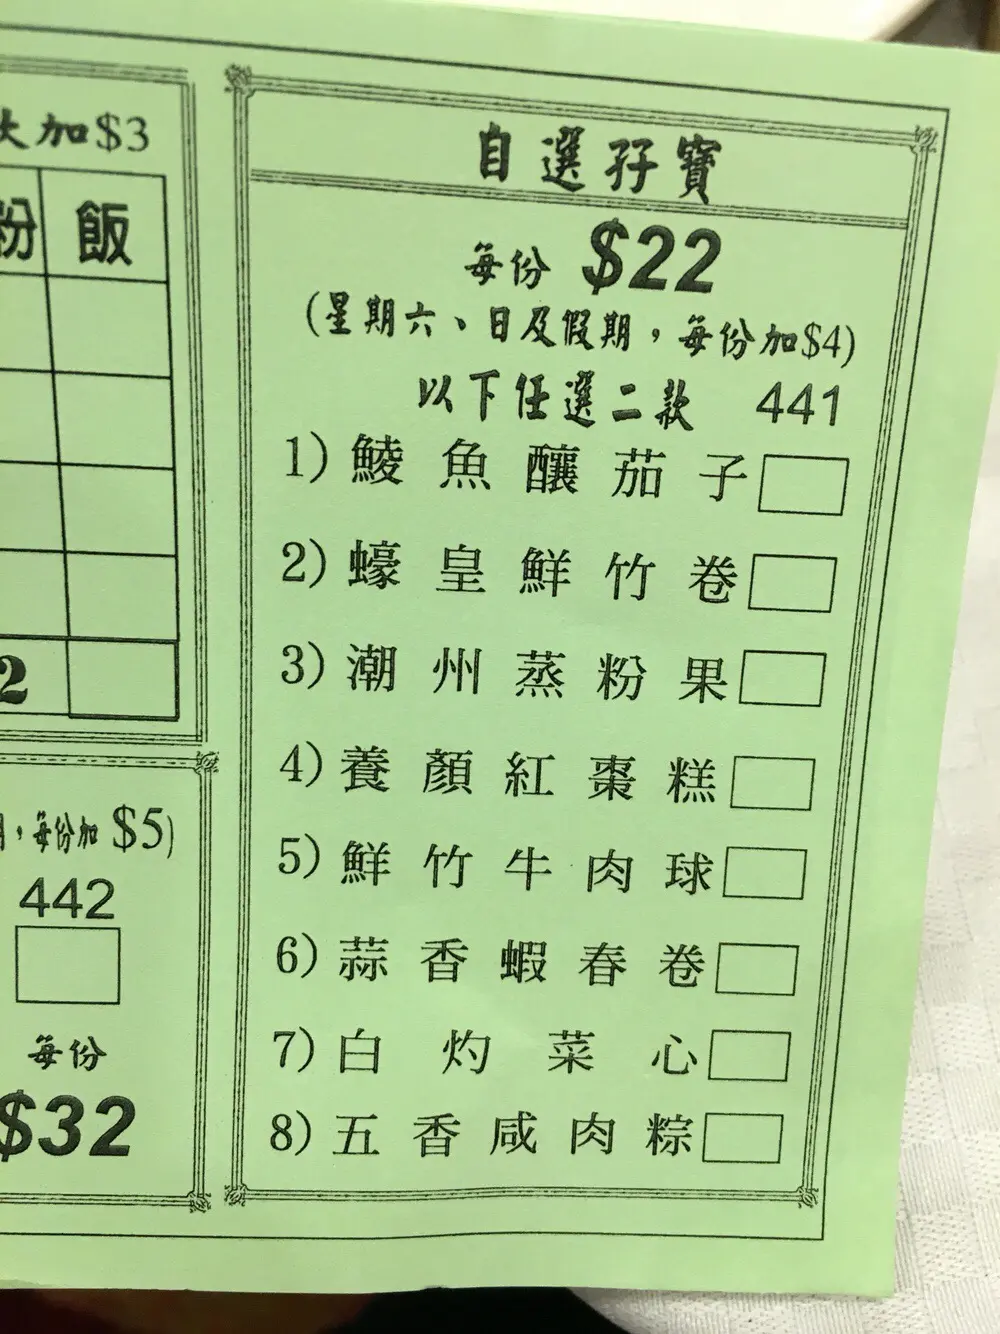 加$3
粉 飯
2
，每份加 $5)
442
每份
$32
自選孖寶
每份 $22
(星期六、日及假期，每份加$4)
以下任選二款 441
1) 鯪魚釀茄子
2) 蠔皇鮮竹卷
3) 潮州蒸粉果
4) 養顏紅棗糕
5) 鮮竹牛肉球
6) 蒜香蝦春卷
7) 白灼菜心
8) 五香咸肉粽